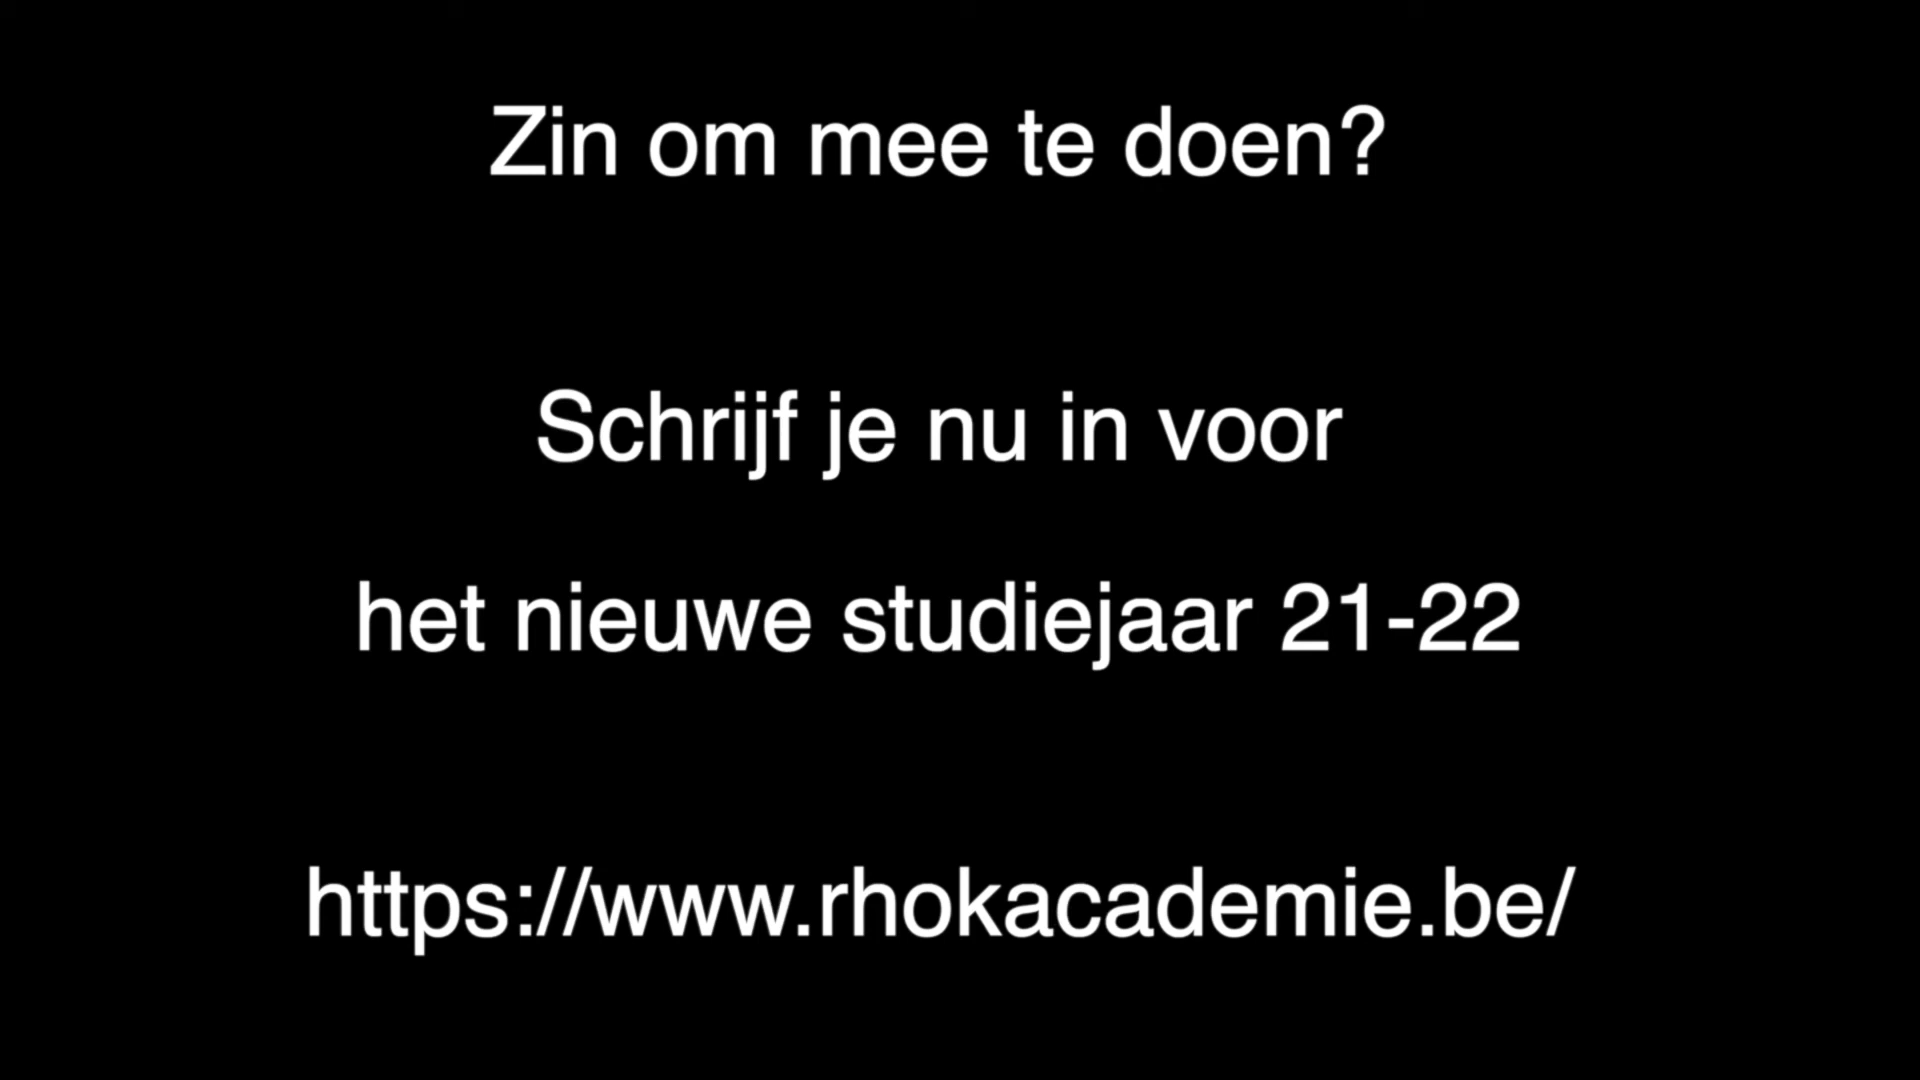 Zin om mee te doen?
Schrijf je nu in voor
het nieuwe studiejaar 21-22
https://www.rhokacademie.be/